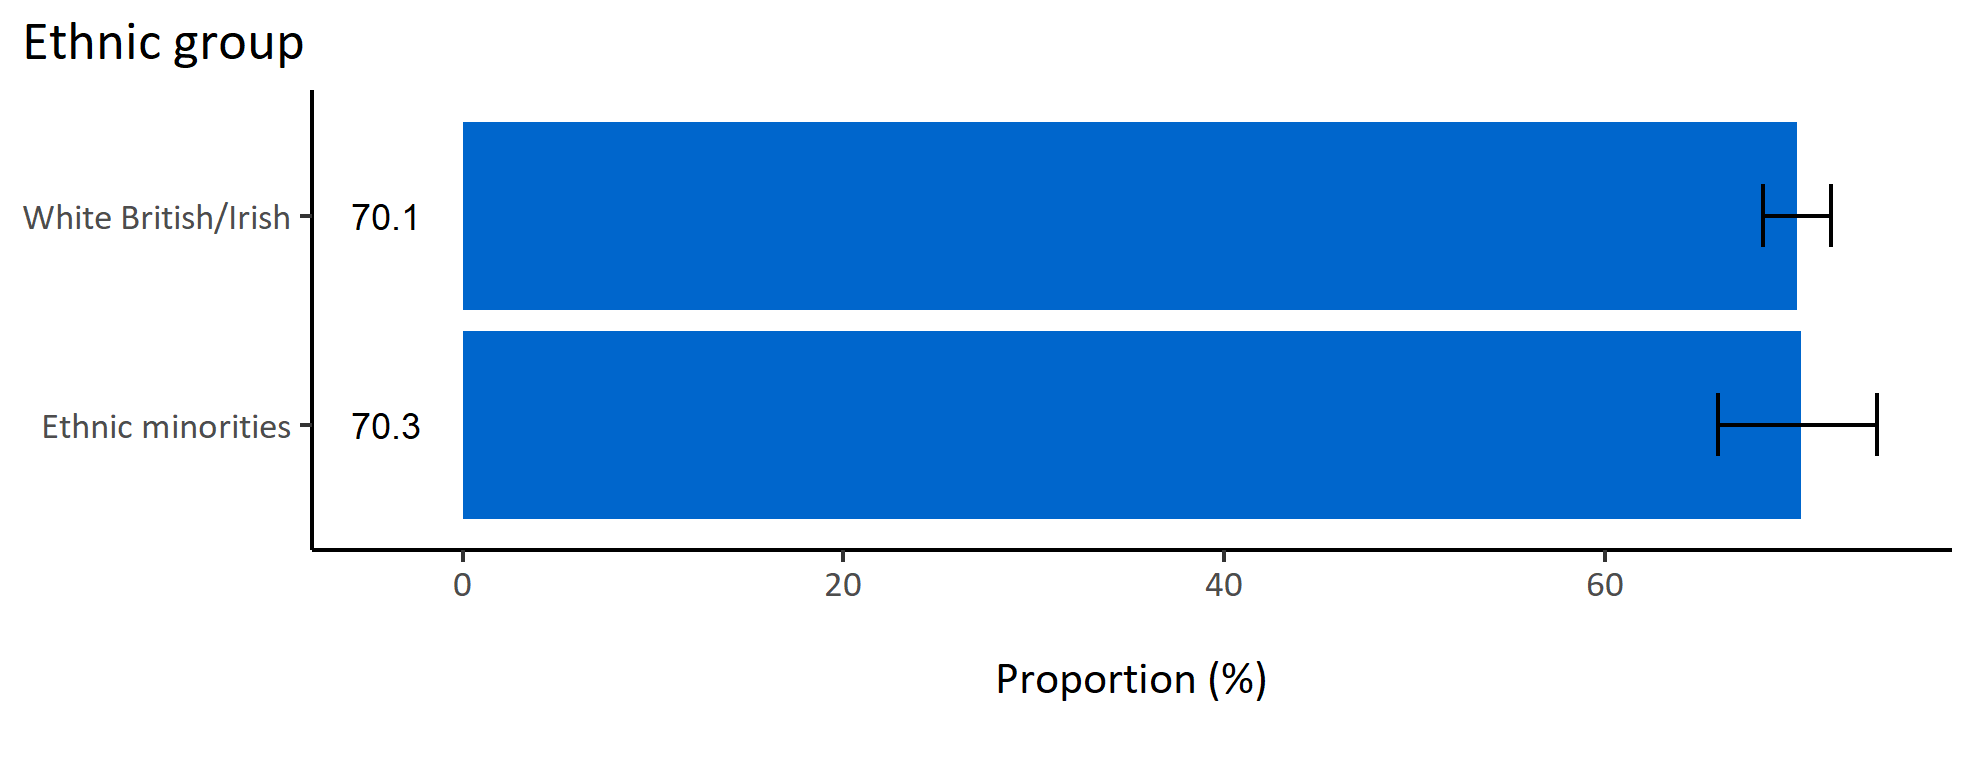 Ethnic group
White British/Irish 70.1
Ethnic minorities 70.3
0 20 40 60
Proportion (%)